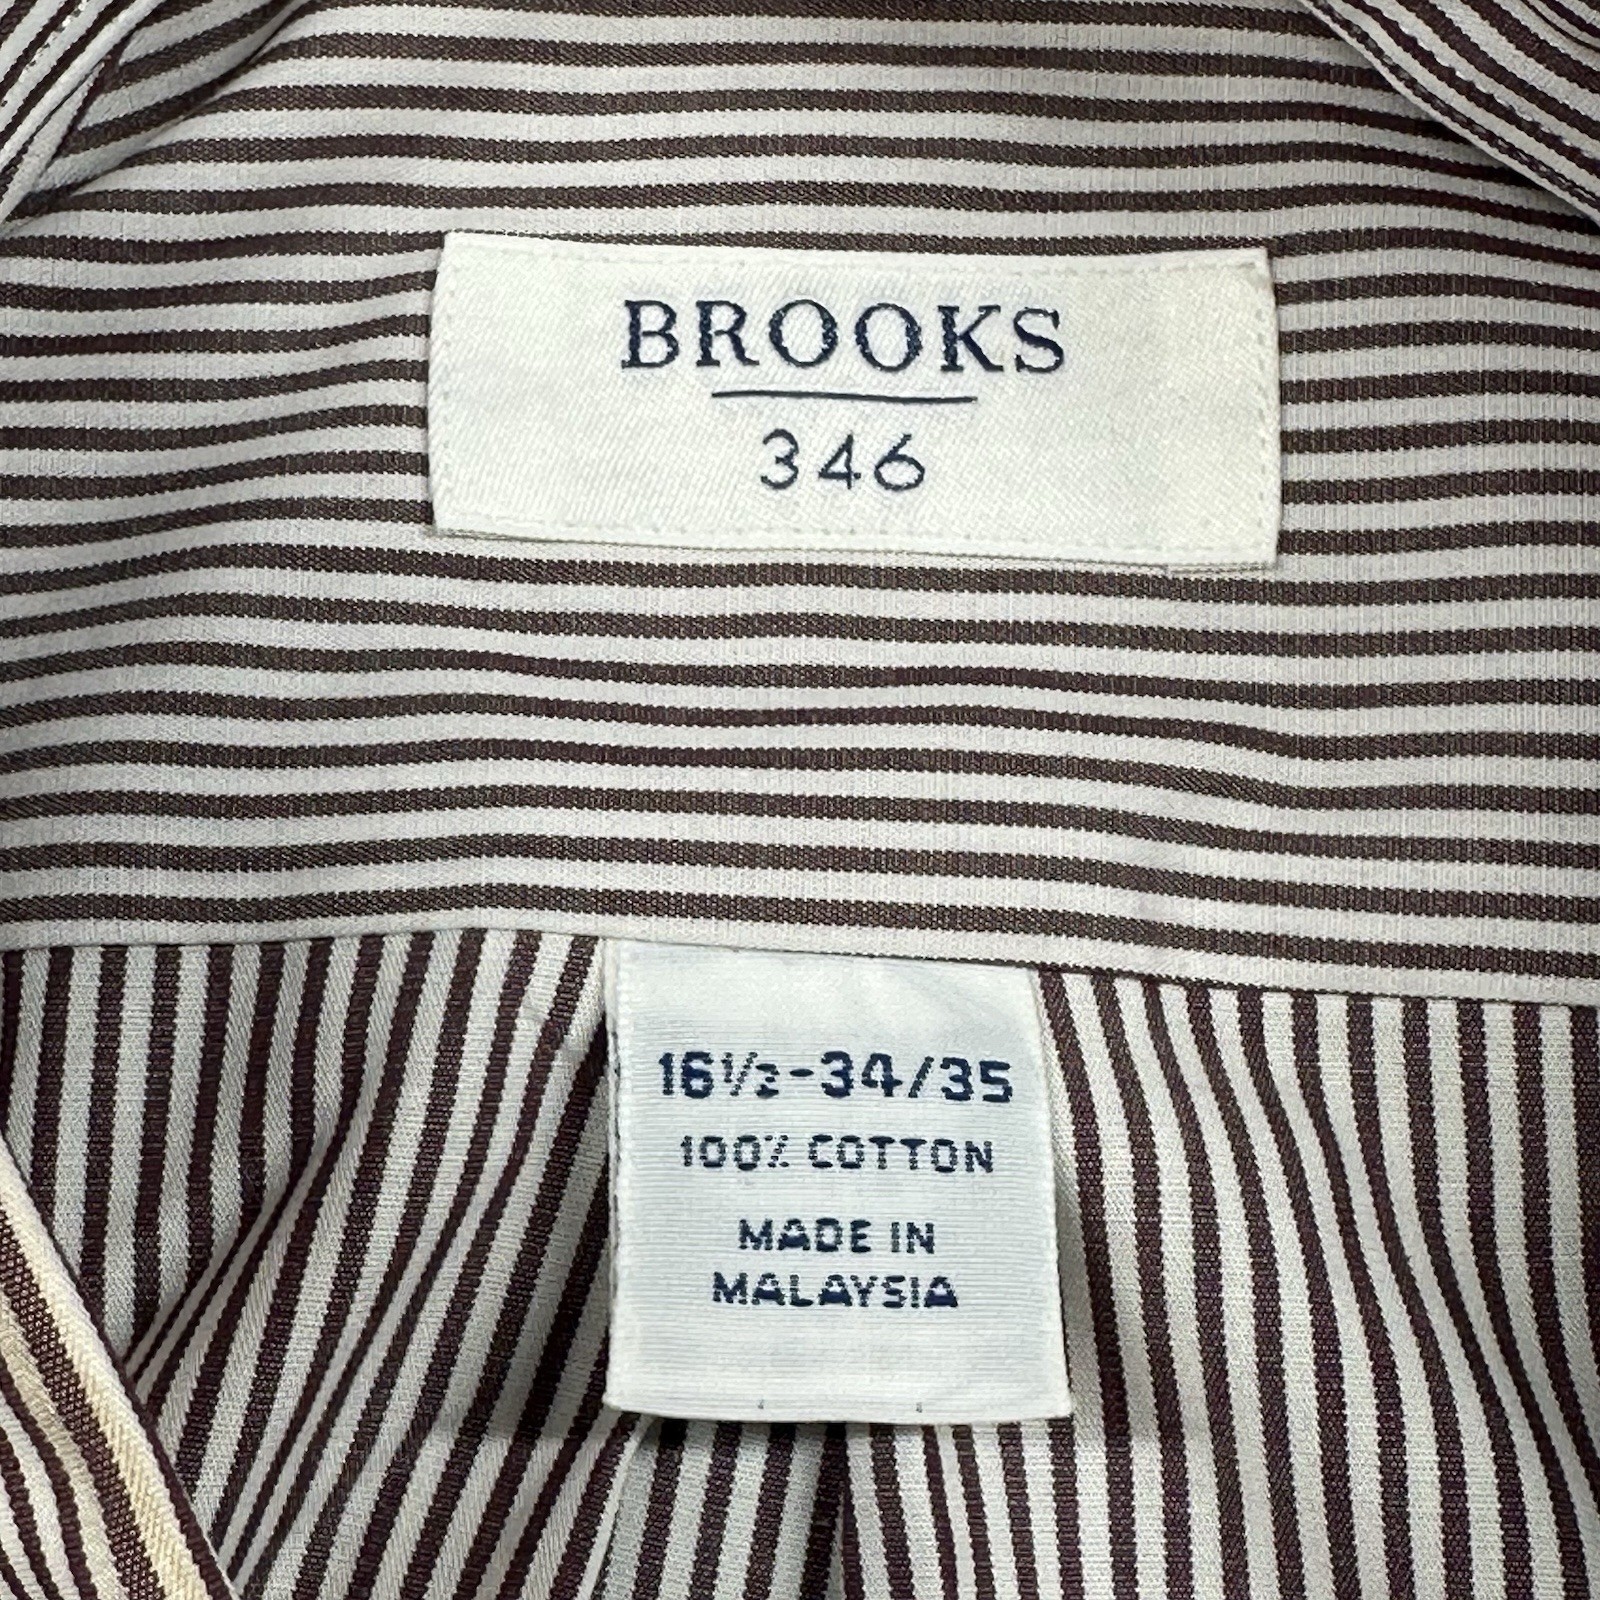 BROOKS
346
16½-34/35
100% COTTON
MADE IN
MALAYSIA